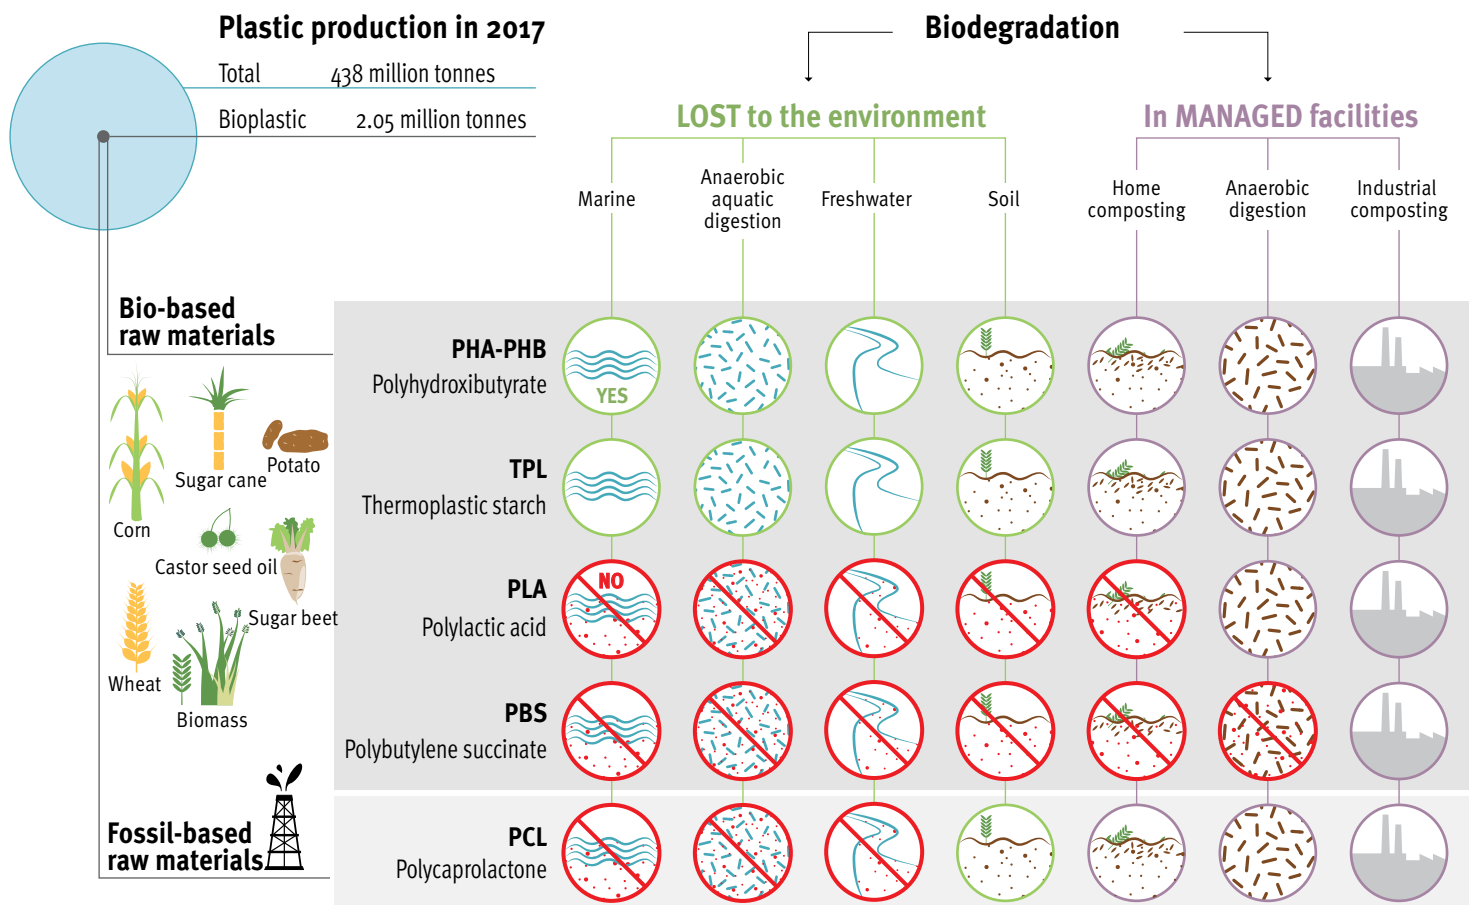 Plastic production in 2017
Total 438 million tonnes
Bioplastic 2.05 million tonnes
Biodegradation
LOST to the environment
In MANAGED facilities
Marine
Anaerobic
aquatic
digestion
Freshwater
Soil
Home
composting
Anaerobic
digestion
Industrial
composting
Bio-based
raw materials
Corn
Sugar cane
Potato
Castor seed oil
Sugar beet
Wheat
Biomass
PHA-PHB
Polyhydroxibutyrate
YES
TPL
Thermoplastic starch
PLA
Polylactic acid
NO
PBS
Polybutylene succinate
Fossil-based
raw materials
PCL
Polycaprolactone